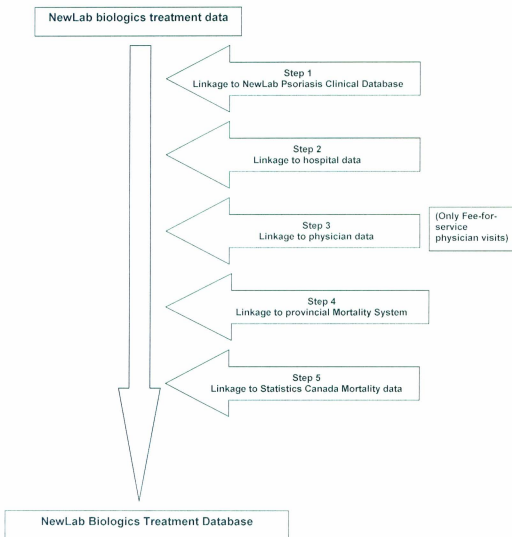 NewLab biologics treatment data
Step 1
Linkage to NewLab Psoriasis Clinical Database
Step 2
Linkage to hospital data
Step 3
Linkage to physician data
(Only Fee-for-
service
physician visits)
Step 4
Linkage to provincial Mortality System
Step 5
Linkage to Statistics Canada Mortality data
NewLab Biologics Treatment Database